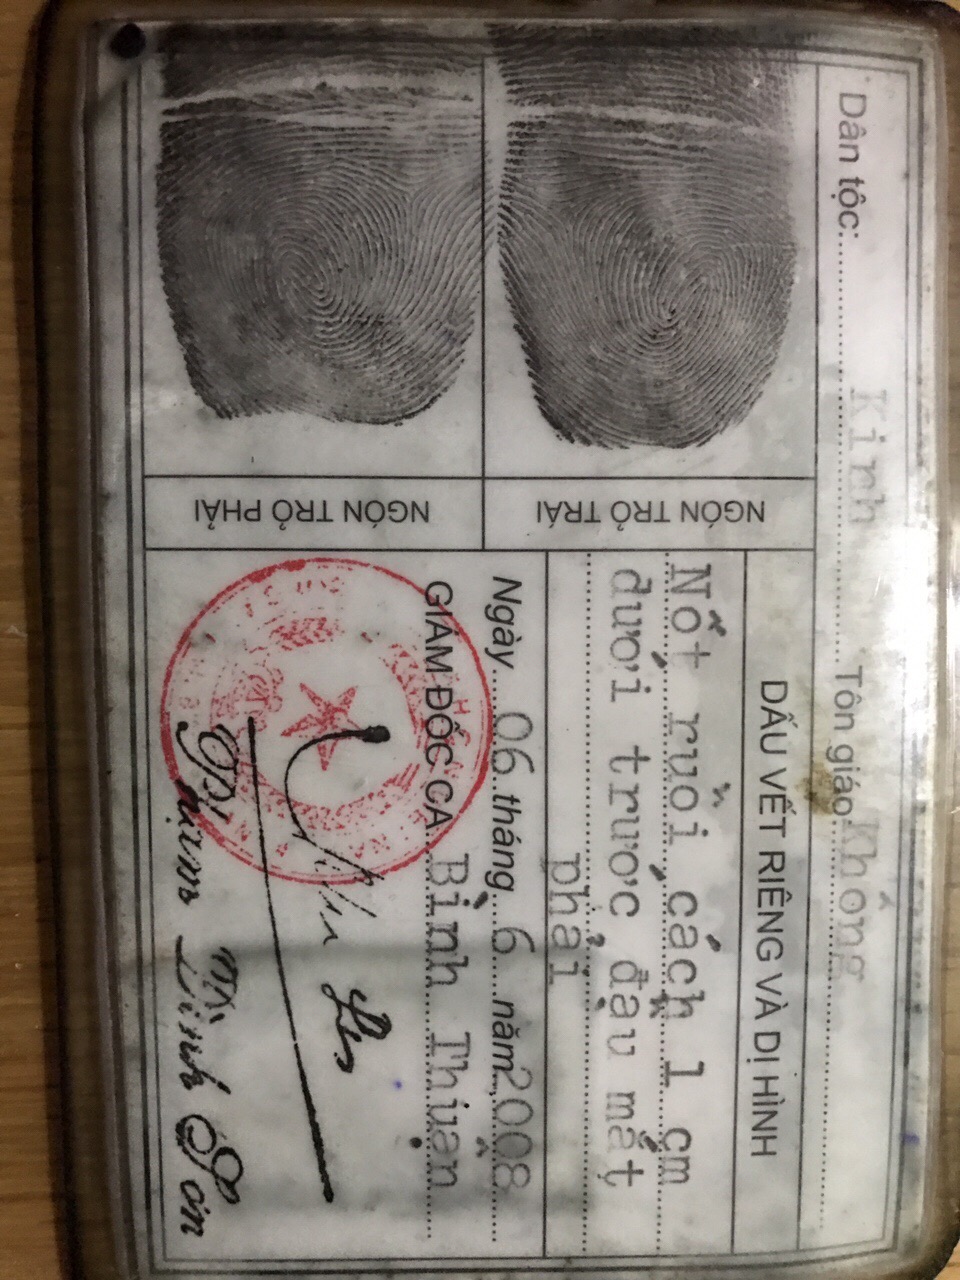 Dân tộc: Kinh Tôn giáo: Không
DẤU VẾT RIÊNG VÀ DỊ HÌNH
NGÓN TRỎ TRÁI
Nốt ruồi cách 1 cm
dưới trước đầu mắt
phải
NGÓN TRỎ PHẢI
Ngày 06 tháng 6 năm 2008
GIÁM ĐỐC CA Bình Thuận
Phạm Đình Sơn